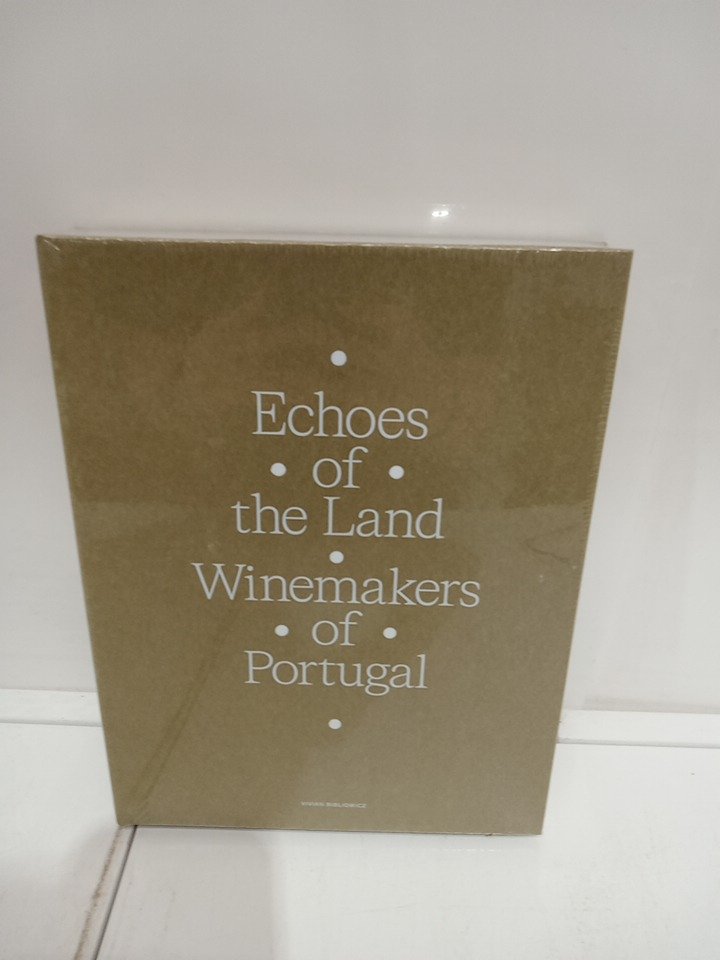 Echoes
of
the Land
Winemakers
of
Portugal
VIVIAN BIBLIOWICZ